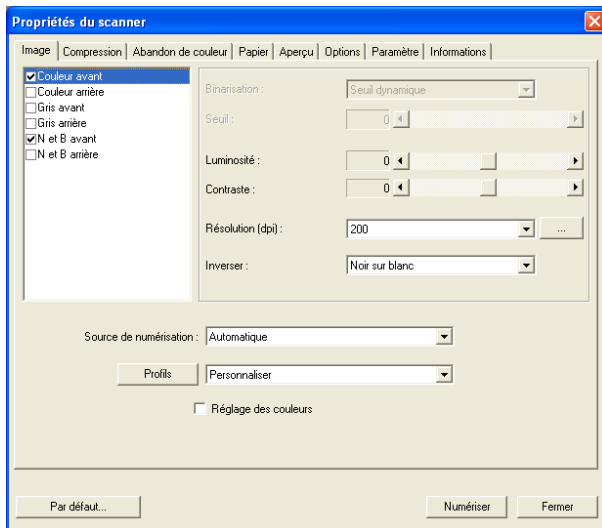 Propriétés du scanner
Image Compression Abandon de couleur Papier Aperçu Options Paramètre Informations
Couleur avant
Couleur arrière
Gris avant
Gris arrière
N et B avant
N et B arrière
Binarisation : Seuil dynamique
Seuil : 0
Luminosité : 0
Contraste : 0
Résolution (dpi) : 200 ...
Inverser : Noir sur blanc
Source de numérisation : Automatique
Profils Personnaliser
Réglage des couleurs
Par défaut... Numériser Fermer